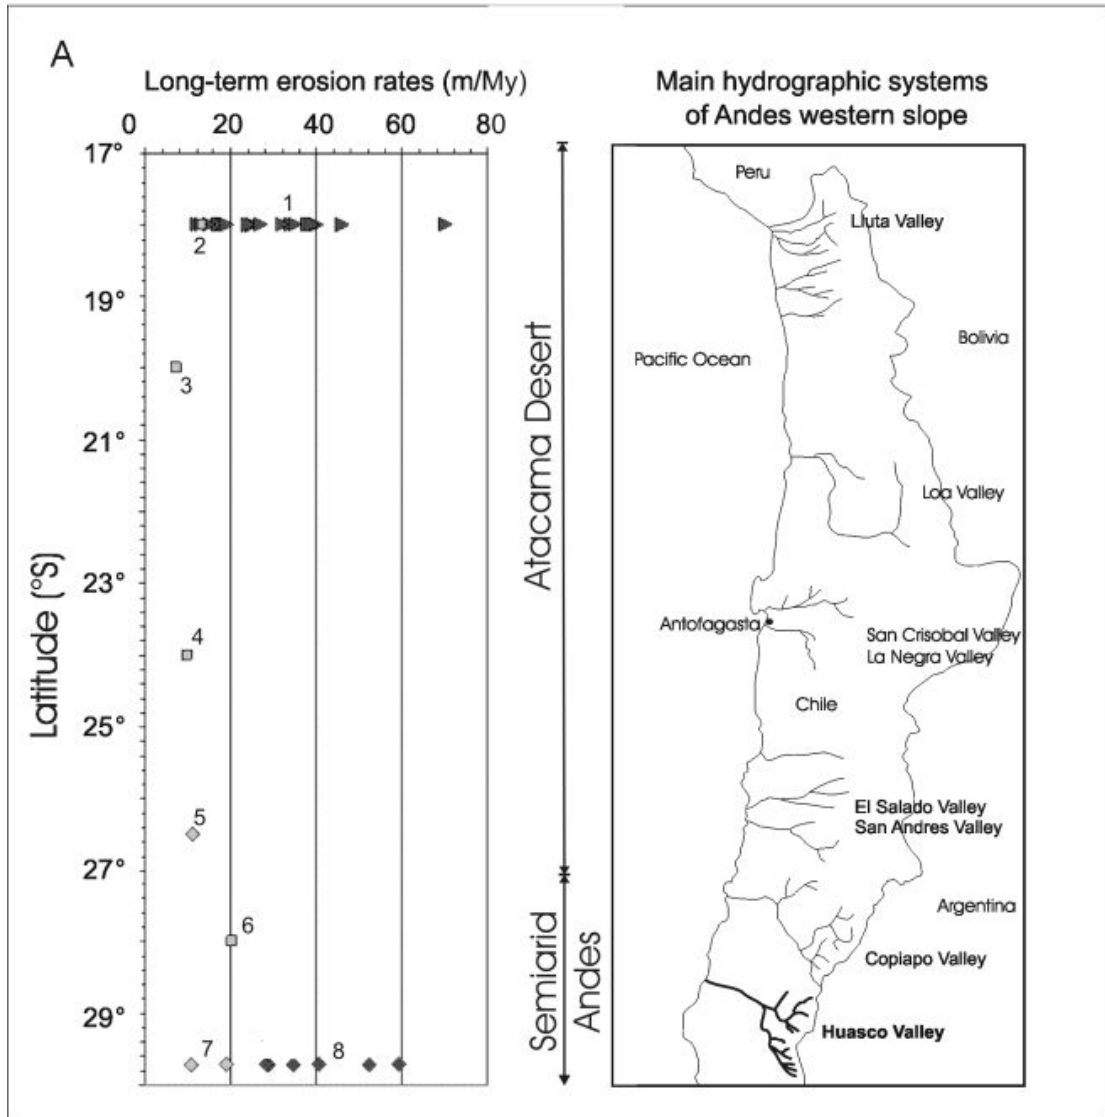 A
Long-term erosion rates (m/My)
0 20 40 60 80
17°
19°
21°
23°
25°
27°
29°
Latitude (°S)
1
2
3
4
5
6
7
8
Atacama Desert
Semiarid
Andes
Main hydrographic systems
of Andes western slope
Peru
Lluta Valley
Bolivia
Pacific Ocean
Loa Valley
Antofagasta
San Crisobal Valley
La Negra Valley
Chile
El Salado Valley
San Andres Valley
Argentina
Copiapo Valley
Huasco Valley